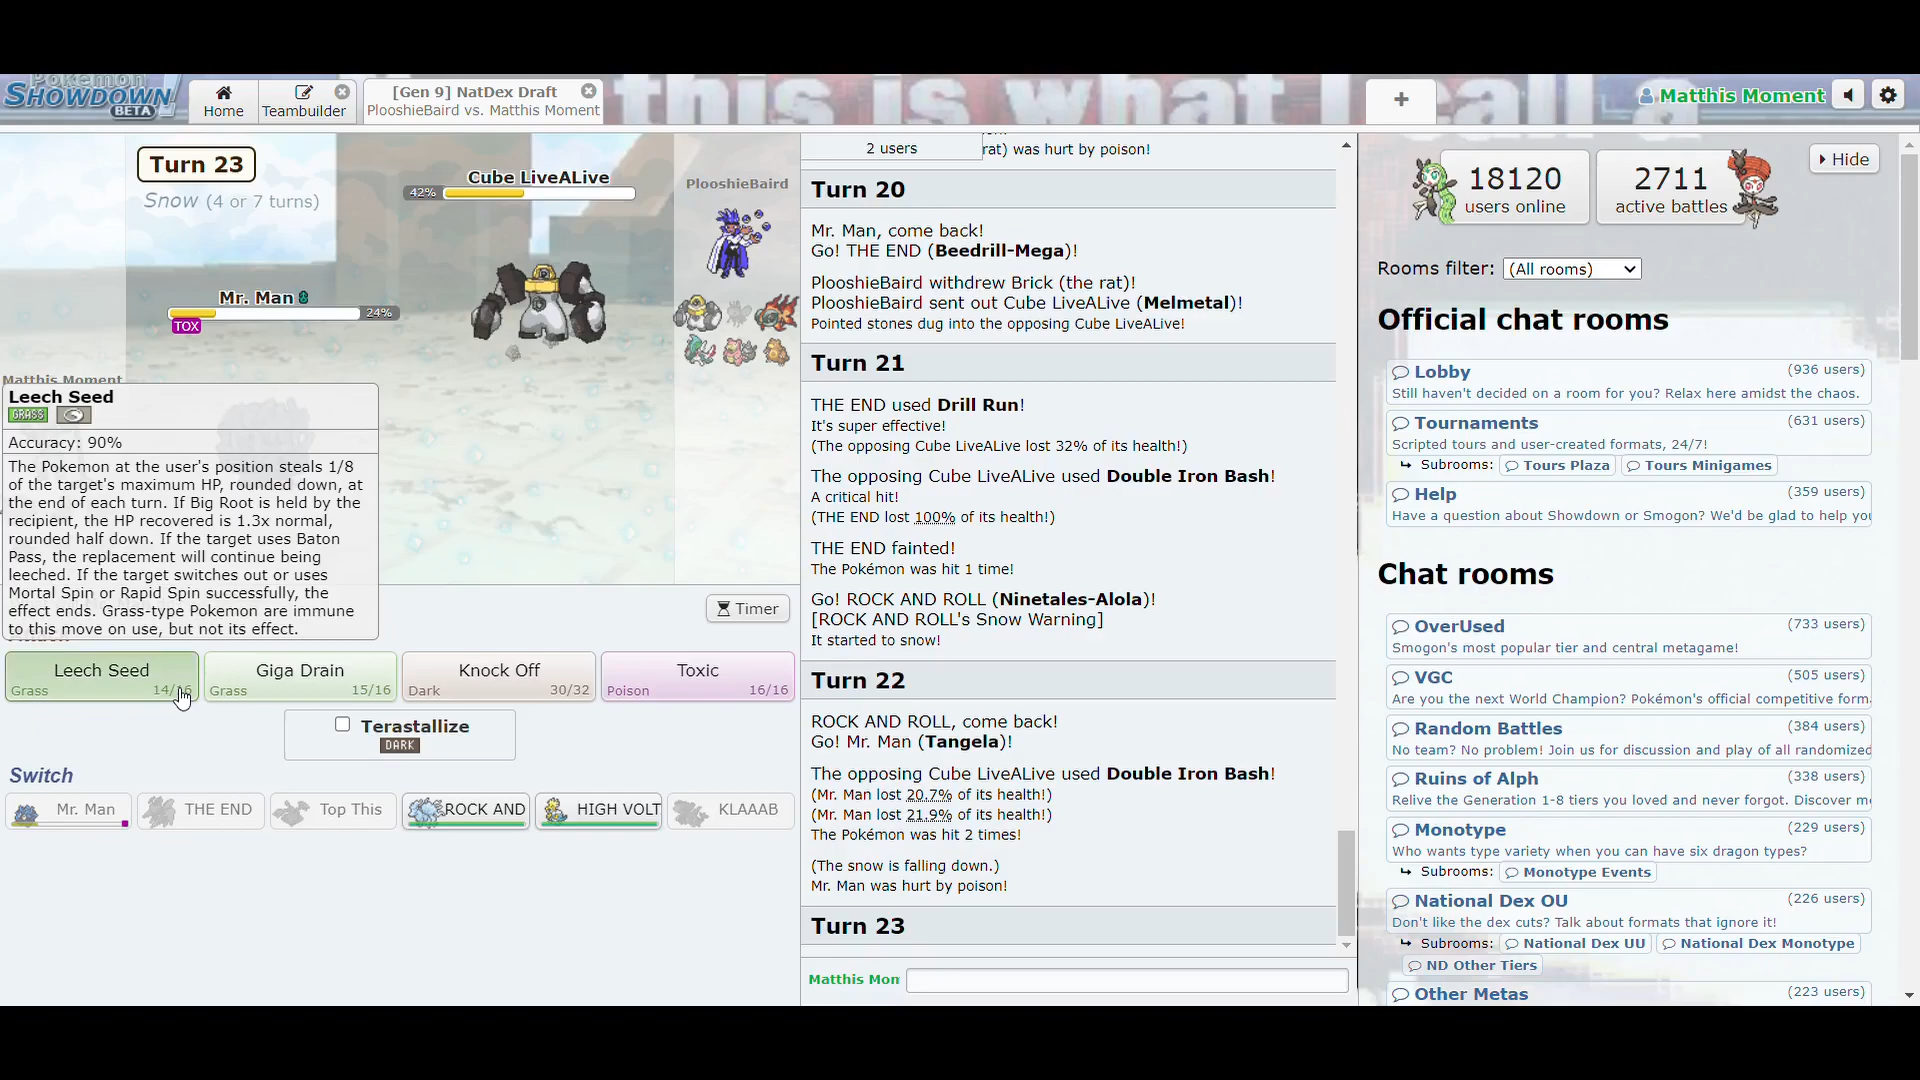 Pokémon
SHOWDOWN
BETA
Home
Teambuilder
[Gen 9] NatDex Draft
PlooshieBaird vs. Matthis Moment
this is what I call a
+
Matthis Moment
Turn 23
Snow (4 or 7 turns)
Cube LiveALive
42%
PlooshieBaird
Mr. Man
24%
TOX
Matthis Moment
Leech Seed
GRASS
Accuracy: 90%
The Pokemon at the user's position steals 1/8
of the target's maximum HP, rounded down, at
the end of each turn. If Big Root is held by the
recipient, the HP recovered is 1.3x normal,
rounded half down. If the target uses Baton
Pass, the replacement will continue being
leeched. If the target switches out or uses
Mortal Spin or Rapid Spin successfully, the
effect ends. Grass-type Pokemon are immune
to this move on use, but not its effect.
Timer
Leech Seed
Grass 14/16
Giga Drain
Grass 15/16
Knock Off
Dark 30/32
Toxic
Poison 16/16
Terastallize
DARK
Switch
Mr. Man
THE END
Top This
ROCK AND
HIGH VOLT
KLAAAB
2 users
rat) was hurt by poison!
Turn 20
Mr. Man, come back!
Go! THE END (Beedrill-Mega)!
PlooshieBaird withdrew Brick (the rat)!
PlooshieBaird sent out Cube LiveALive (Melmetal)!
Pointed stones dug into the opposing Cube LiveALive!
Turn 21
THE END used Drill Run!
It's super effective!
(The opposing Cube LiveALive lost 32% of its health!)
The opposing Cube LiveALive used Double Iron Bash!
A critical hit!
(THE END lost 100% of its health!)
THE END fainted!
The Pokémon was hit 1 time!
Go! ROCK AND ROLL (Ninetales-Alola)!
[ROCK AND ROLL's Snow Warning]
It started to snow!
Turn 22
ROCK AND ROLL, come back!
Go! Mr. Man (Tangela)!
The opposing Cube LiveALive used Double Iron Bash!
(Mr. Man lost 20.7% of its health!)
(Mr. Man lost 21.9% of its health!)
The Pokémon was hit 2 times!
(The snow is falling down.)
Mr. Man was hurt by poison!
Turn 23
Matthis Mon
18120
users online
2711
active battles
Hide
Rooms filter: (All rooms)
Official chat rooms
Lobby (936 users)
Still haven't decided on a room for you? Relax here amidst the chaos.
Tournaments (631 users)
Scripted tours and user-created formats, 24/7!
Subrooms: Tours Plaza Tours Minigames
Help (359 users)
Have a question about Showdown or Smogon? We'd be glad to help you
Chat rooms
OverUsed (733 users)
Smogon's most popular tier and central metagame!
VGC (505 users)
Are you the next World Champion? Pokémon's official competitive form
Random Battles (384 users)
No team? No problem! Join us for discussion and play of all randomized
Ruins of Alph (338 users)
Relive the Generation 1-8 tiers you loved and never forgot. Discover m
Monotype (229 users)
Who wants type variety when you can have six dragon types?
Subrooms: Monotype Events
National Dex OU (226 users)
Don't like the dex cuts? Talk about formats that ignore it!
Subrooms: National Dex UU National Dex Monotype
ND Other Tiers
Other Metas (223 users)